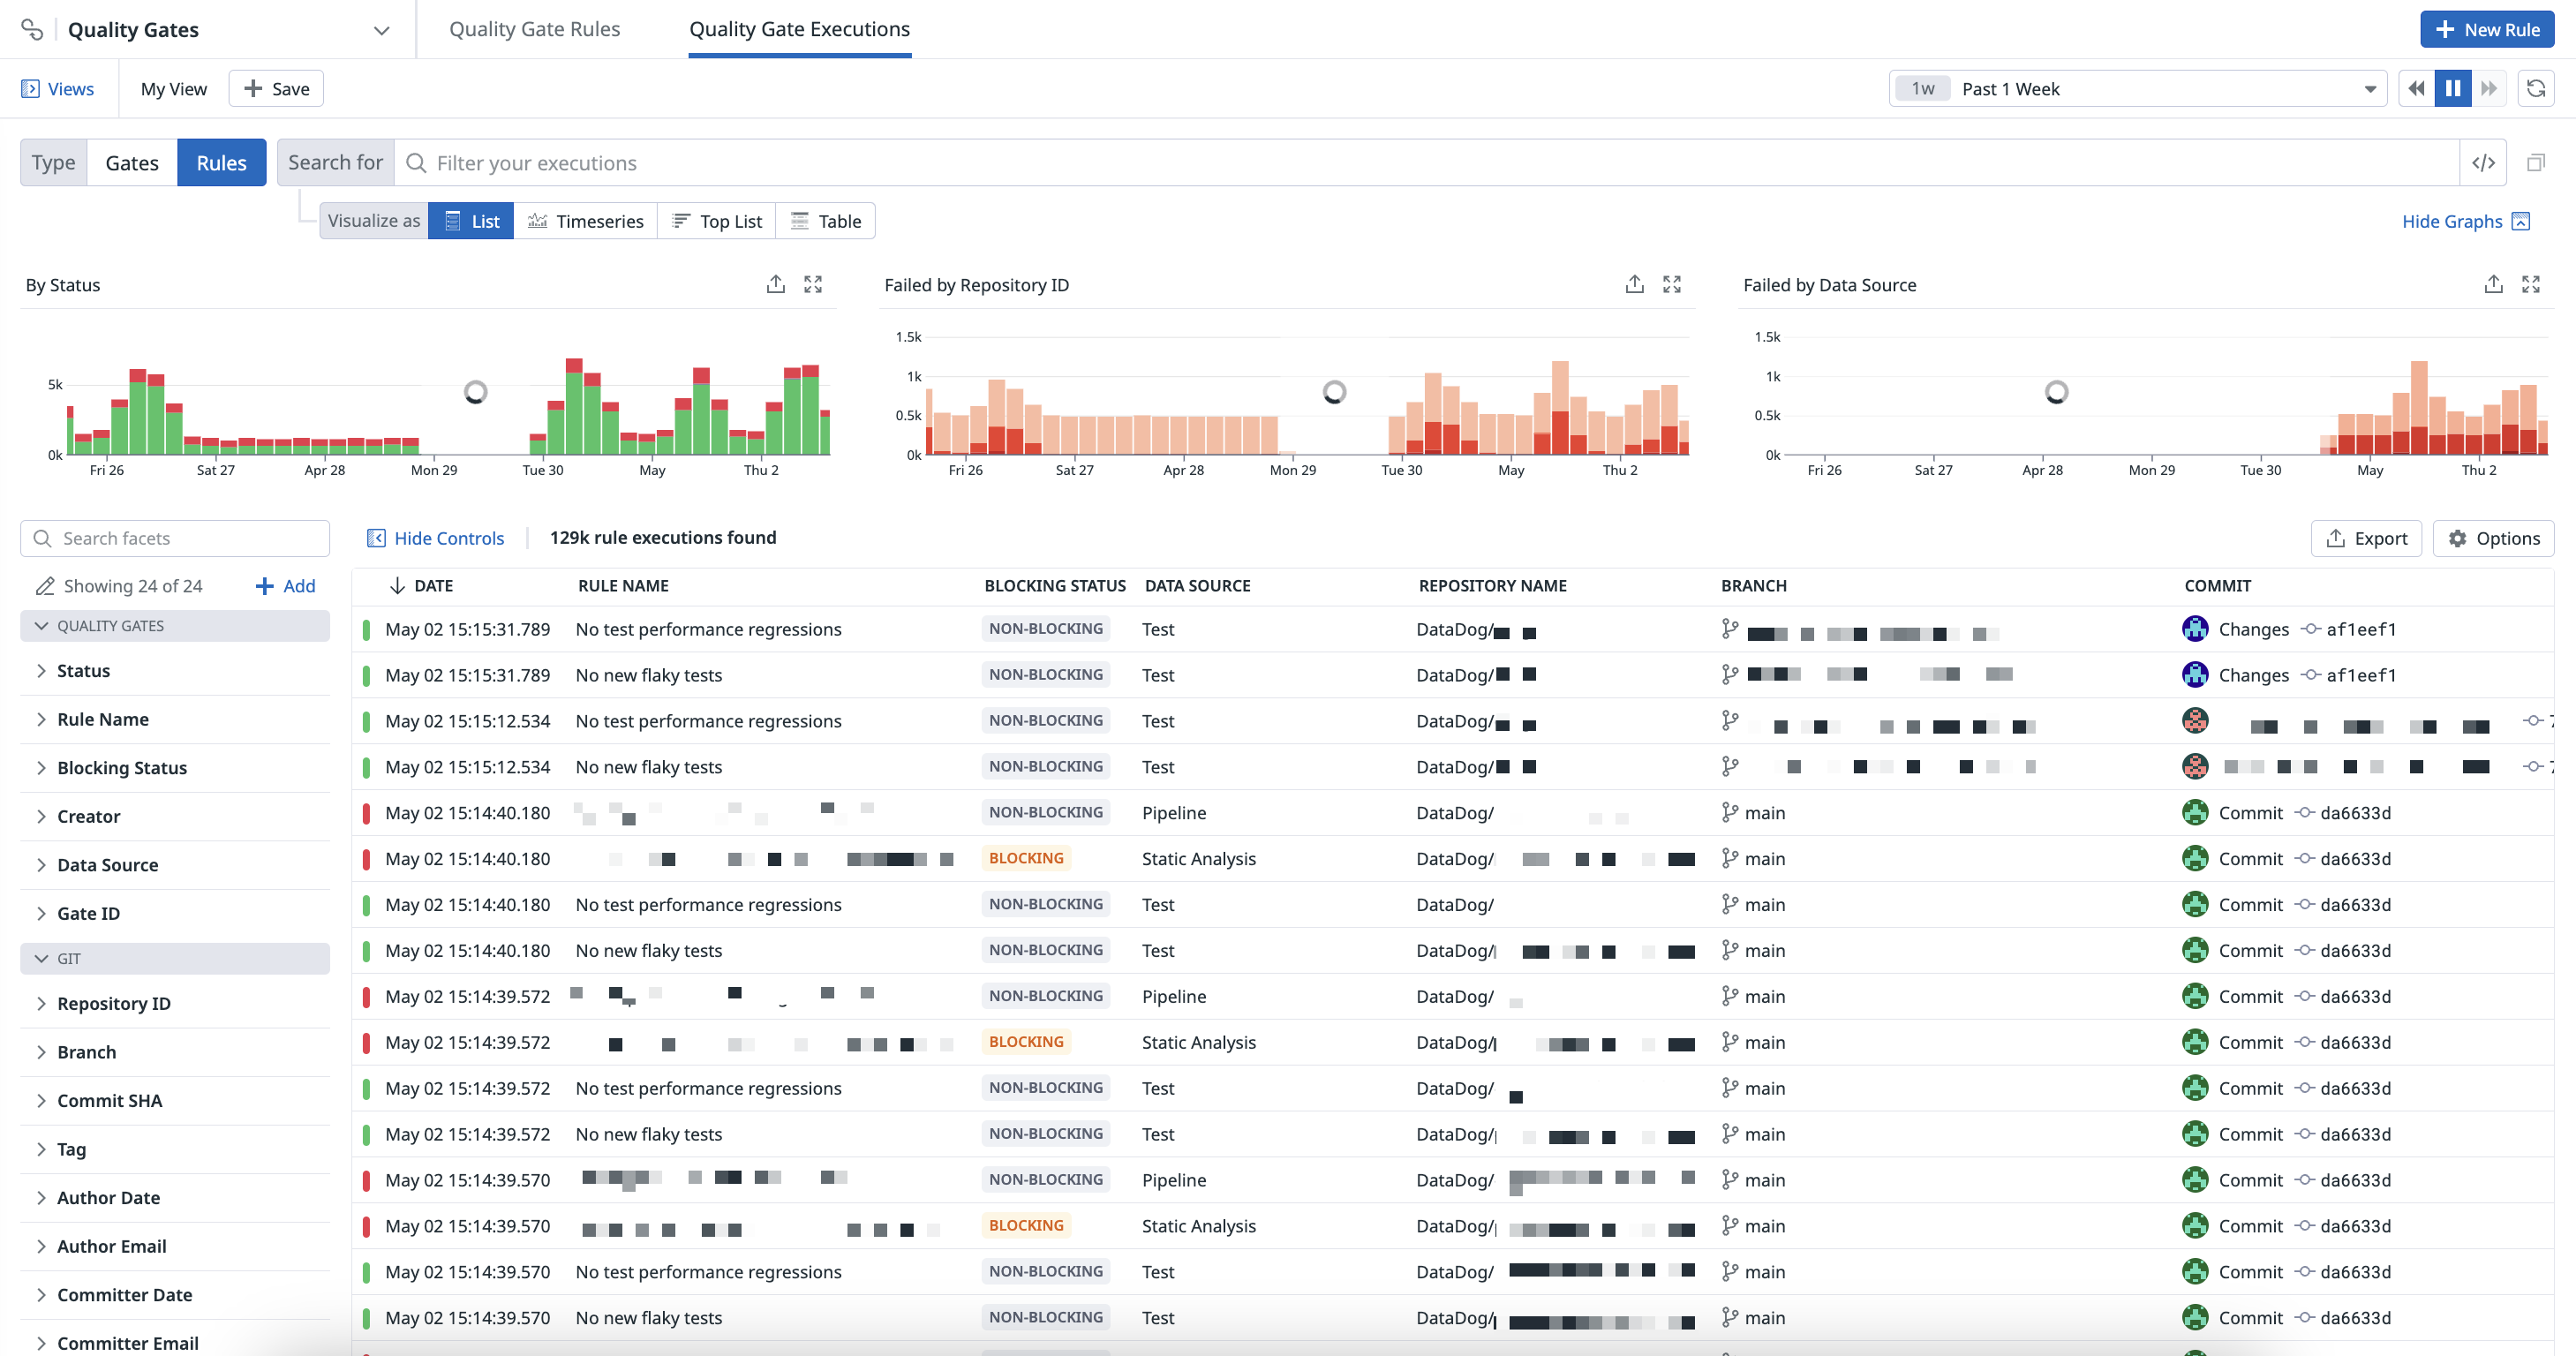 Quality Gates
Quality Gate Rules
Quality Gate Executions
New Rule
Views
My View
Save
1w Past 1 Week
Type Gates Rules Search for Filter your executions </>
Visualize as List Timeseries Top List Table
Hide Graphs
By Status
5k
0k
Fri 26 Sat 27 Apr 28 Mon 29 Tue 30 May Thu 2
Failed by Repository ID
1.5k
1k
0.5k
0k
Fri 26 Sat 27 Apr 28 Mon 29 Tue 30 May Thu 2
Failed by Data Source
1.5k
1k
0.5k
0k
Fri 26 Sat 27 Apr 28 Mon 29 Tue 30 May Thu 2
Search facets
Showing 24 of 24 Add
QUALITY GATES
Status
Rule Name
Blocking Status
Creator
Data Source
Gate ID
GIT
Repository ID
Branch
Commit SHA
Tag
Author Date
Author Email
Committer Date
Committer Email
Hide Controls 129k rule executions found Export Options
DATE RULE NAME BLOCKING STATUS DATA SOURCE REPOSITORY NAME BRANCH COMMIT
May 02 15:15:31.789 No test performance regressions NON-BLOCKING Test DataDog/ Changes af1eef1
May 02 15:15:31.789 No new flaky tests NON-BLOCKING Test DataDog/ Changes af1eef1
May 02 15:15:12.534 No test performance regressions NON-BLOCKING Test DataDog/
May 02 15:15:12.534 No new flaky tests NON-BLOCKING Test DataDog/
May 02 15:14:40.180 NON-BLOCKING Pipeline DataDog/ main Commit da6633d
May 02 15:14:40.180 BLOCKING Static Analysis DataDog/ main Commit da6633d
May 02 15:14:40.180 No test performance regressions NON-BLOCKING Test DataDog/ main Commit da6633d
May 02 15:14:40.180 No new flaky tests NON-BLOCKING Test DataDog/ main Commit da6633d
May 02 15:14:39.572 NON-BLOCKING Pipeline DataDog/ main Commit da6633d
May 02 15:14:39.572 BLOCKING Static Analysis DataDog/ main Commit da6633d
May 02 15:14:39.572 No test performance regressions NON-BLOCKING Test DataDog/ main Commit da6633d
May 02 15:14:39.572 No new flaky tests NON-BLOCKING Test DataDog/ main Commit da6633d
May 02 15:14:39.570 NON-BLOCKING Pipeline DataDog/ main Commit da6633d
May 02 15:14:39.570 BLOCKING Static Analysis DataDog/ main Commit da6633d
May 02 15:14:39.570 No test performance regressions NON-BLOCKING Test DataDog/ main Commit da6633d
May 02 15:14:39.570 No new flaky tests NON-BLOCKING Test DataDog/ main Commit da6633d